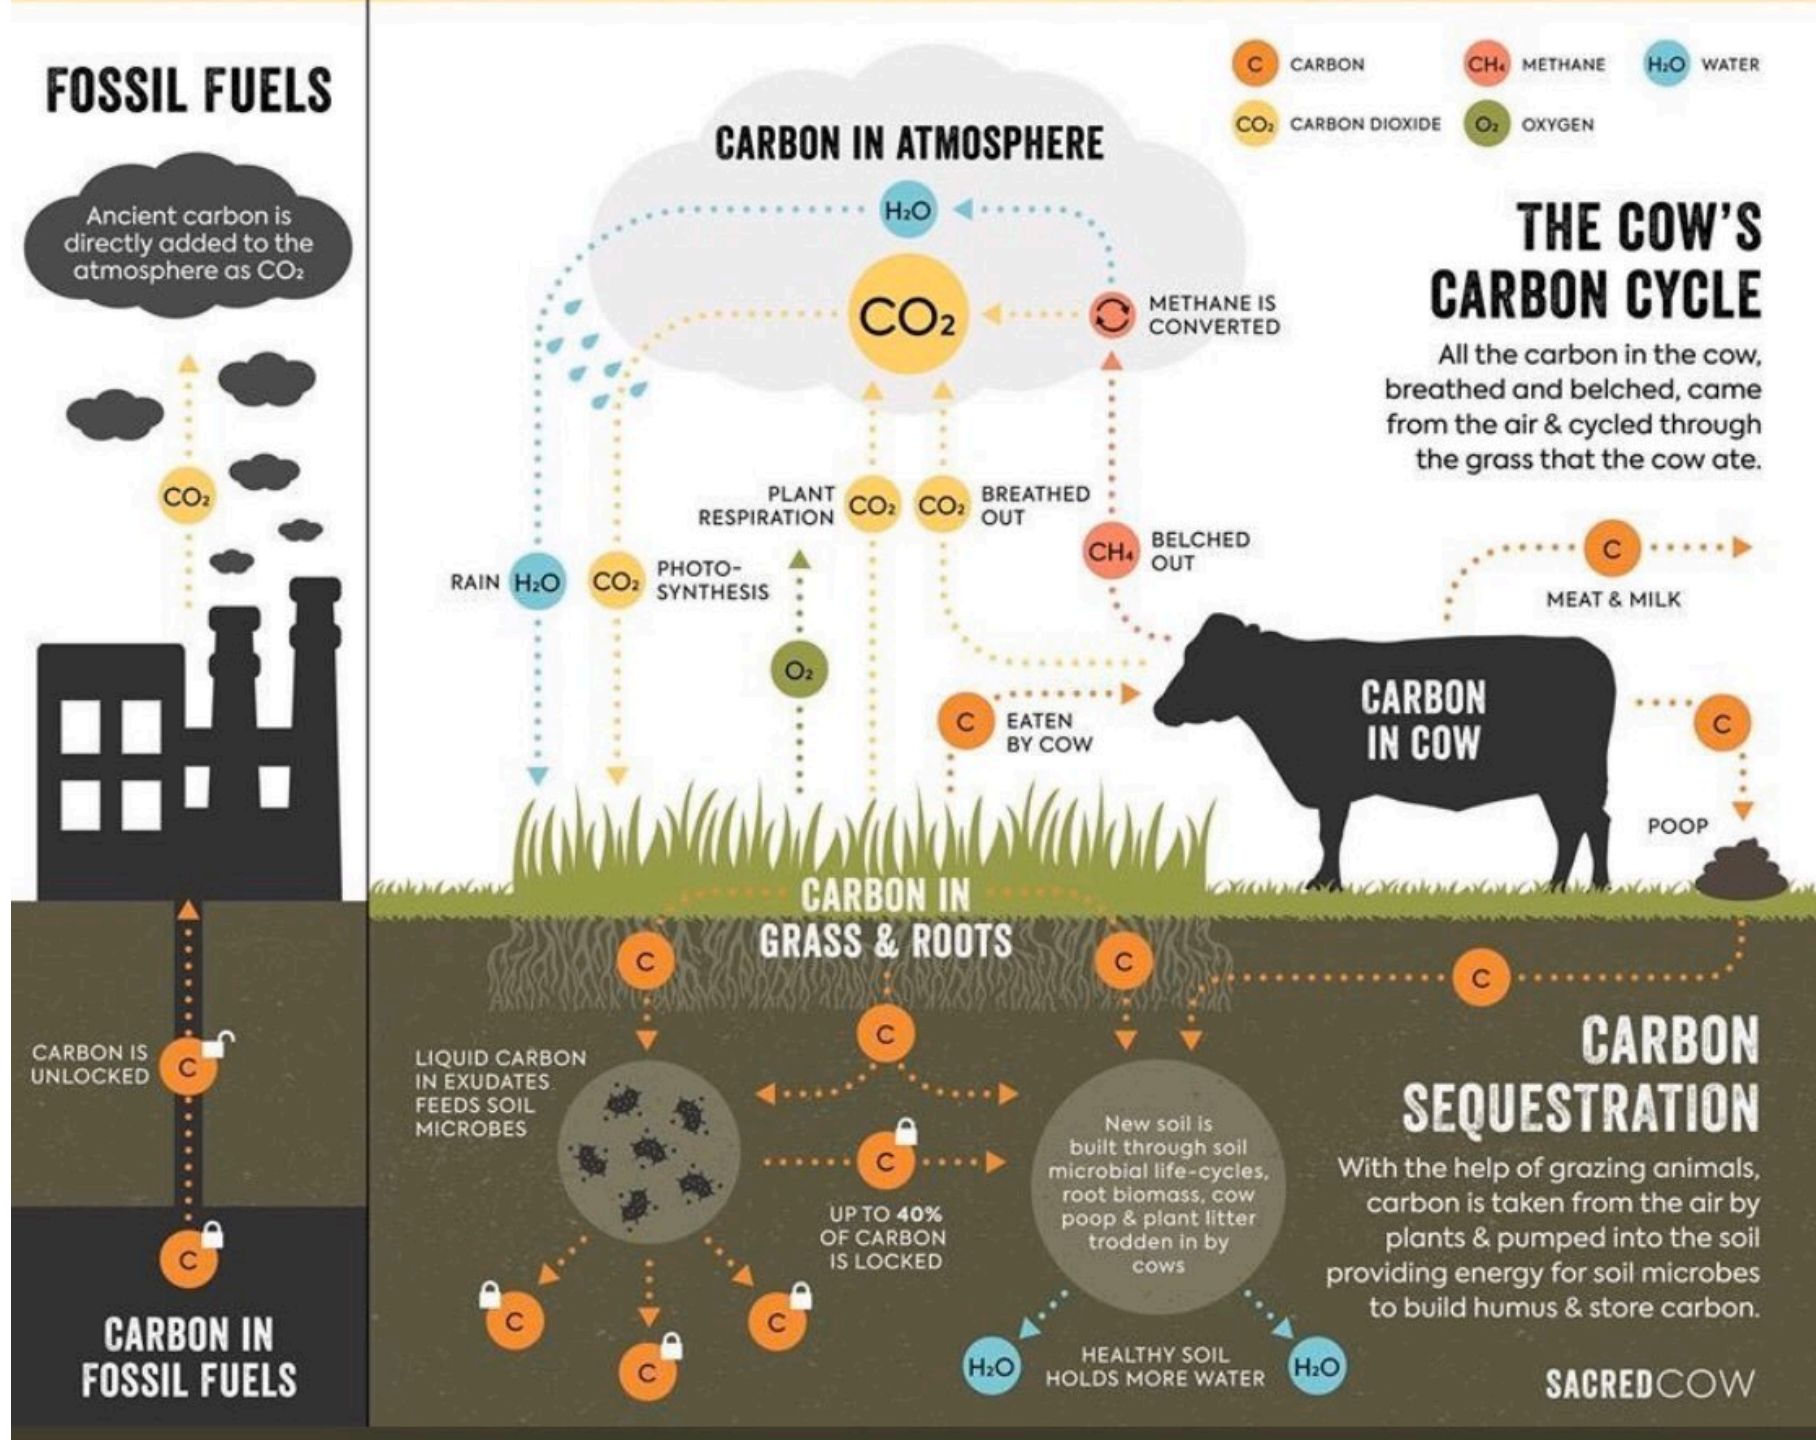 FOSSIL FUELS
Ancient carbon is
directly added to the
atmosphere as CO₂
CO₂
CARBON IS
UNLOCKED
C
C
CARBON IN
FOSSIL FUELS
C CARBON
CH₄ METHANE
H₂O WATER
CO₂ CARBON DIOXIDE
O₂ OXYGEN
CARBON IN ATMOSPHERE
H₂O
CO₂
METHANE IS
CONVERTED
THE COW'S
CARBON CYCLE
All the carbon in the cow,
breathed and belched, came
from the air & cycled through
the grass that the cow ate.
RAIN H₂O
CO₂ PHOTO-
SYNTHESIS
O₂
PLANT
RESPIRATION
CO₂
CO₂
BREATHED
OUT
CH₄
BELCHED
OUT
C
MEAT & MILK
C
EATEN
BY COW
CARBON
IN COW
C
POOP
CARBON IN
GRASS & ROOTS
C
C
C
C
LIQUID CARBON
IN EXUDATES
FEEDS SOIL
MICROBES
C
UP TO 40%
OF CARBON
IS LOCKED
C
C
C
New soil is
built through soil
microbial life-cycles,
root biomass, cow
poop & plant litter
trodden in by
cows
H₂O
HEALTHY SOIL
HOLDS MORE WATER
H₂O
CARBON
SEQUESTRATION
With the help of grazing animals,
carbon is taken from the air by
plants & pumped into the soil
providing energy for soil microbes
to build humus & store carbon.
SACREDCOW